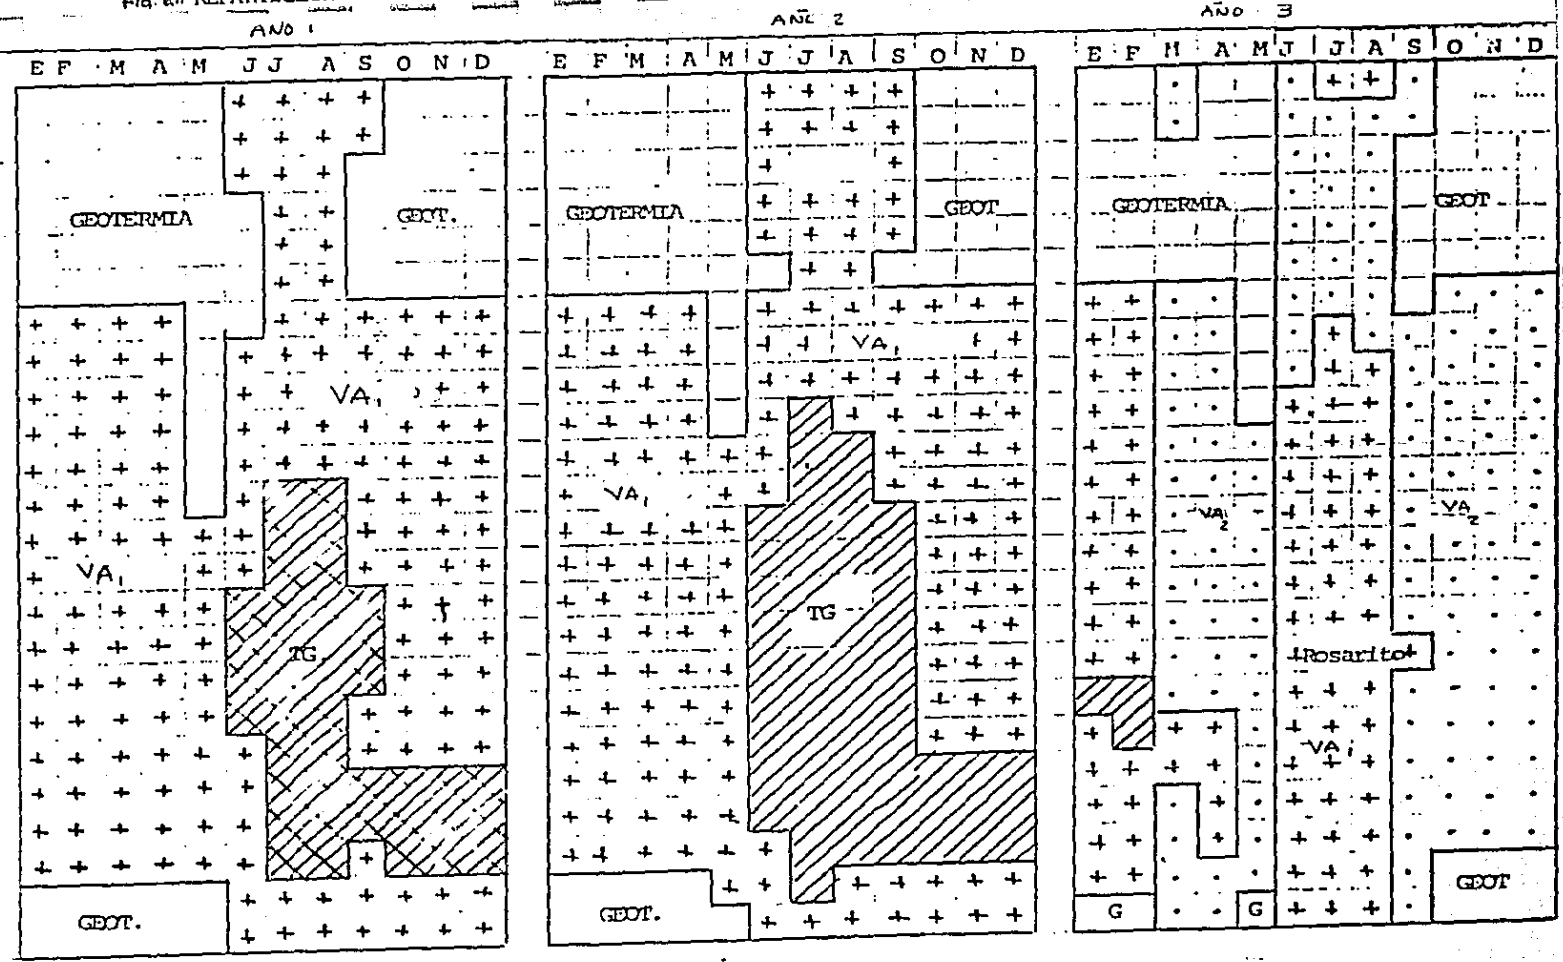 AÑO 1
AÑO 2
AÑO 3
E F M A M J J A S O N D
E F M A M J J A S O N D
E F M A M J J A S O N D
GEOTERMIA
GEOT.
GEOTERMIA
GEOT
GEOTERMIA
GEOT
VA1
VA1
VA1
VA1
VA2
VA2
TG.
TG
Rosarito
VA1
GEOT.
GEOT.
G
G
GEOT